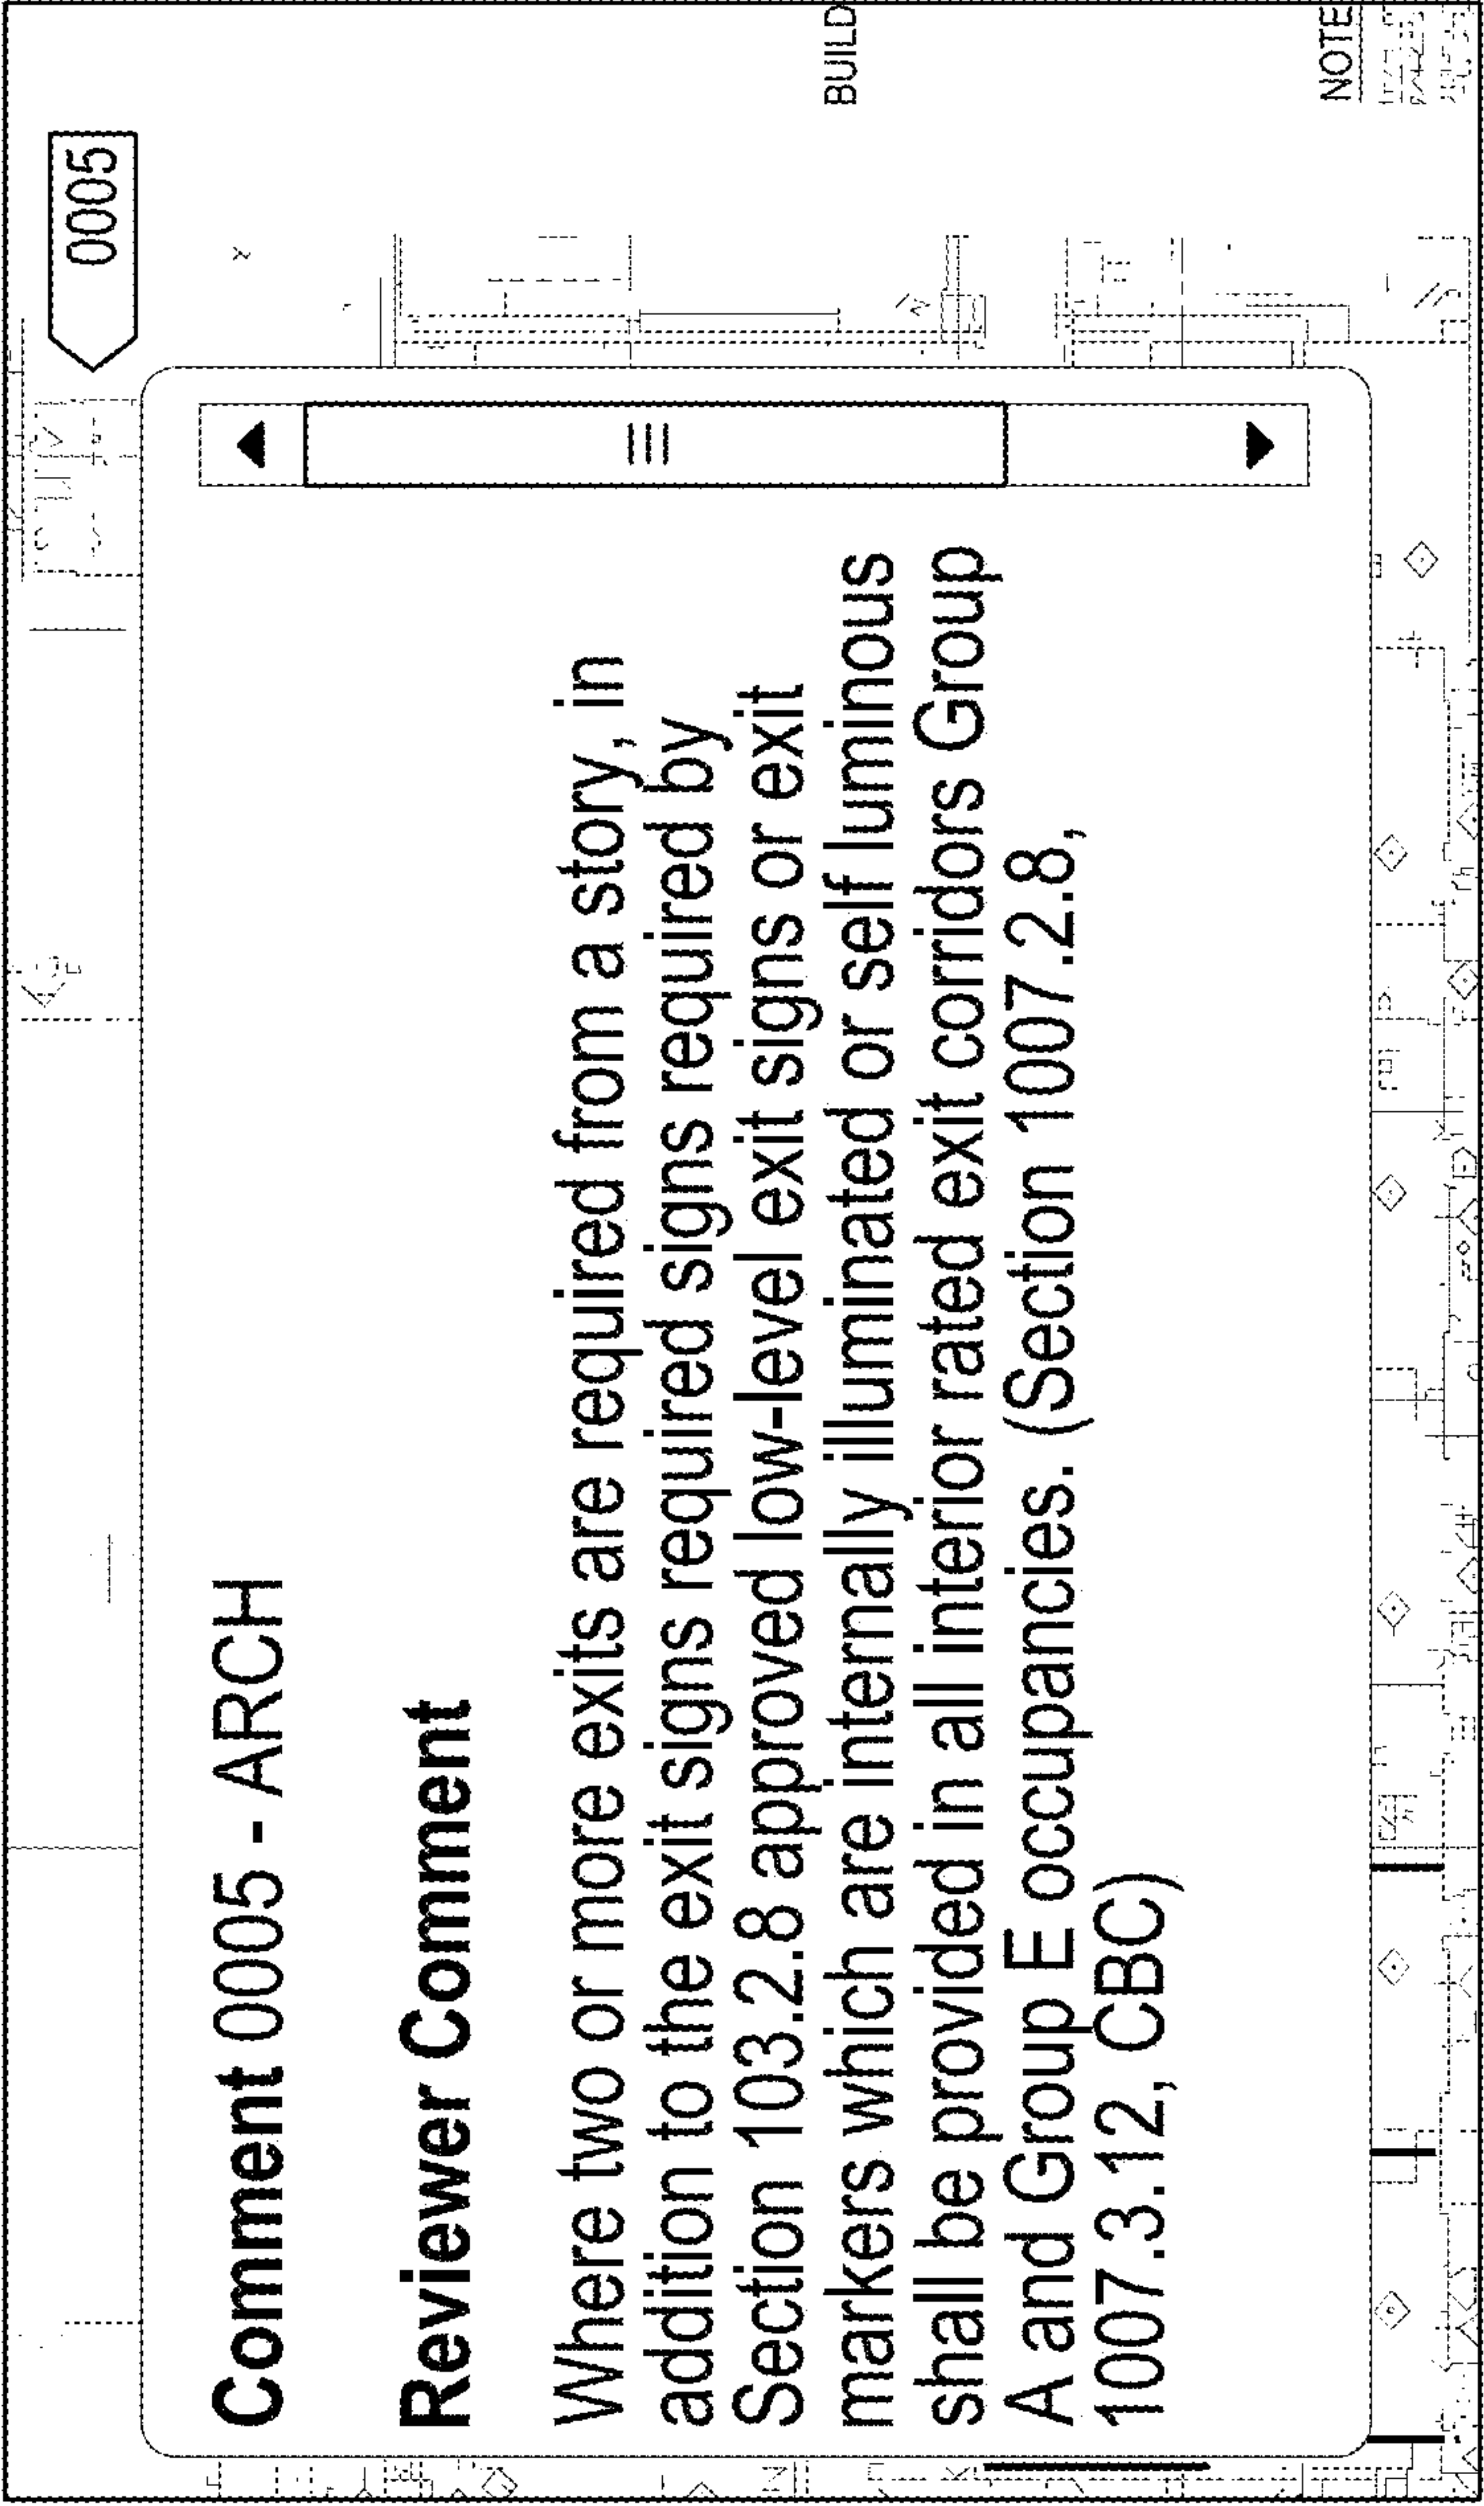 0005
Comment 0005 - ARCH
Reviewer Comment
Where two or more exits are required from a story, in
addition to the exit signs required signs required by
Section 103.2.8 approved low-level exit signs or exit
markers which are internally illuminated or self luminous
shall be provided in all interior rated exit corridors Group
A and Group E occupancies. (Section 1007.2.8,
1007.3.12, CBC)
BUILD
NOTE